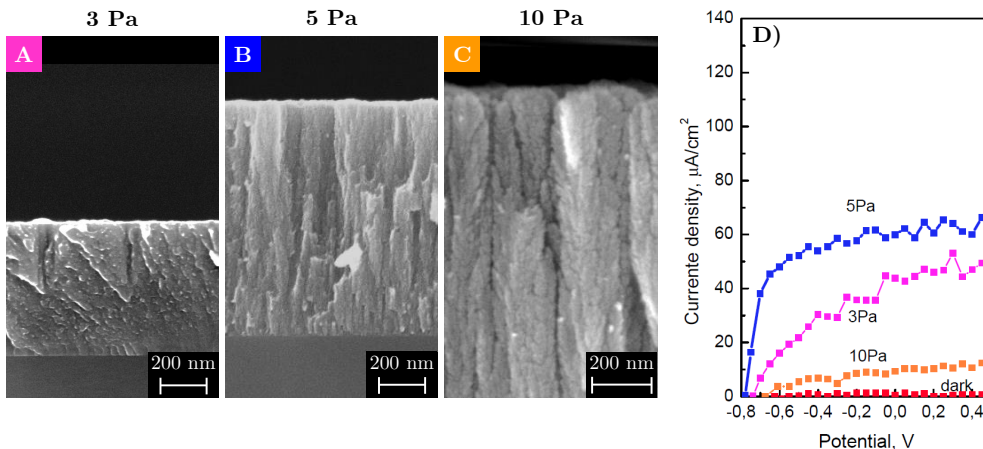 3 Pa
5 Pa
10 Pa
A
B
C
D)
200 nm
200 nm
200 nm
Currente density, µA/cm²
140
120
100
80
60
40
20
0
5Pa
3Pa
10Pa
dark
-0,8 -0,6 -0,4 -0,2 0,0 0,2 0,4
Potential, V